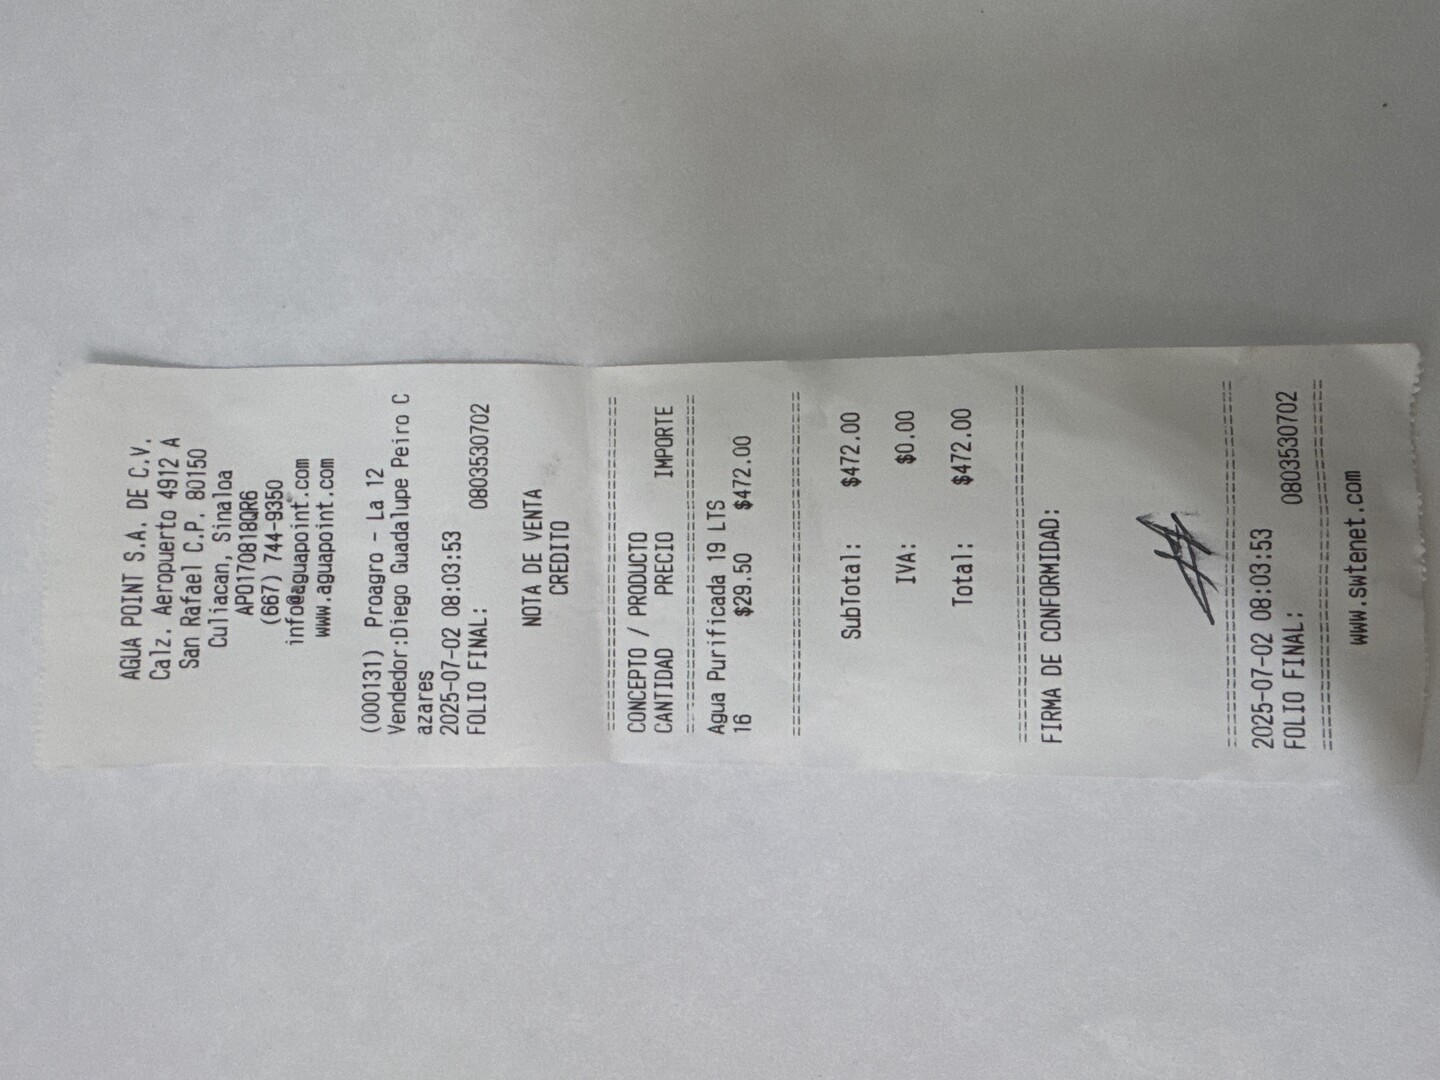 AGUA POINT S.A. DE C.V.
Calz. Aeropuerto 4912 A
San Rafael C.P. 80150
Culiacan, Sinaloa
APO170818QR6
(667) 744-9350
info@aguapoint.com
www.aguapoint.com
(000131) Proagro - La 12
Vendedor:Diego Guadalupe Peiro C
azares
2025-07-02 08:03:53
FOLIO FINAL: 0803530702
NOTA DE VENTA
CREDITO
================================
CONCEPTO / PRODUCTO
CANTIDAD PRECIO IMPORTE
================================
Agua Purificada 19 LTS
16 $29.50 $472.00
================================
SubTotal: $472.00
IVA: $0.00
Total: $472.00
================================
FIRMA DE CONFORMIDAD:
================================
2025-07-02 08:03:53
FOLIO FINAL: 0803530702
================================
www.swtenet.com